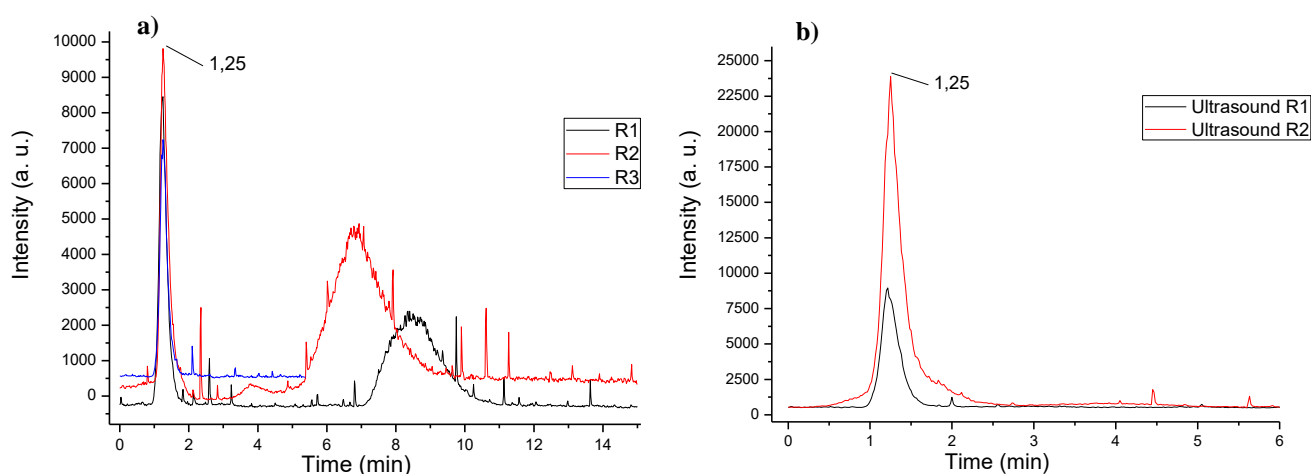 a)
1,25
R1
R2
R3
10000
9000
8000
7000
6000
5000
4000
3000
2000
1000
0
Intensity (a. u.)
0 2 4 6 8 10 12 14
Time (min)
b)
1,25
Ultrasound R1
Ultrasound R2
25000
22500
20000
17500
15000
12500
10000
7500
5000
2500
0
Intensity (a. u.)
0 1 2 3 4 5 6
Time (min)